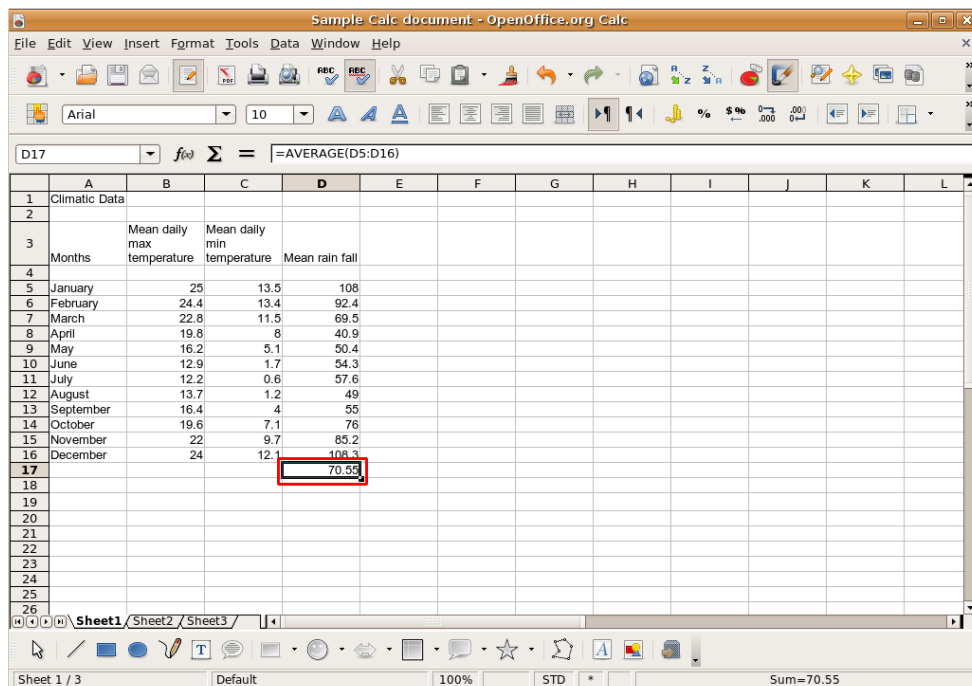 Sample Calc document - OpenOffice.org Calc
File Edit View Insert Format Tools Data Window Help
Arial 10
D17 f(x) Σ = =AVERAGE(D5:D16)
A B C D E F G H I J K L
1 Climatic Data
2
3 Months Mean daily max temperature Mean daily min temperature Mean rain fall
4
5 January 25 13.5 108
6 February 24.4 13.4 92.4
7 March 22.8 11.5 69.5
8 April 19.8 8 40.9
9 May 16.2 5.1 50.4
10 June 12.9 1.7 54.3
11 July 12.2 0.6 57.6
12 August 13.7 1.2 49
13 September 16.4 4 55
14 October 19.6 7.1 76
15 November 22 9.7 85.2
16 December 24 12.1 108.3
17 70.55
18
19
20
21
22
23
24
25
26
Sheet1 Sheet2 Sheet3
Sheet 1 / 3 Default 100% STD * Sum=70.55